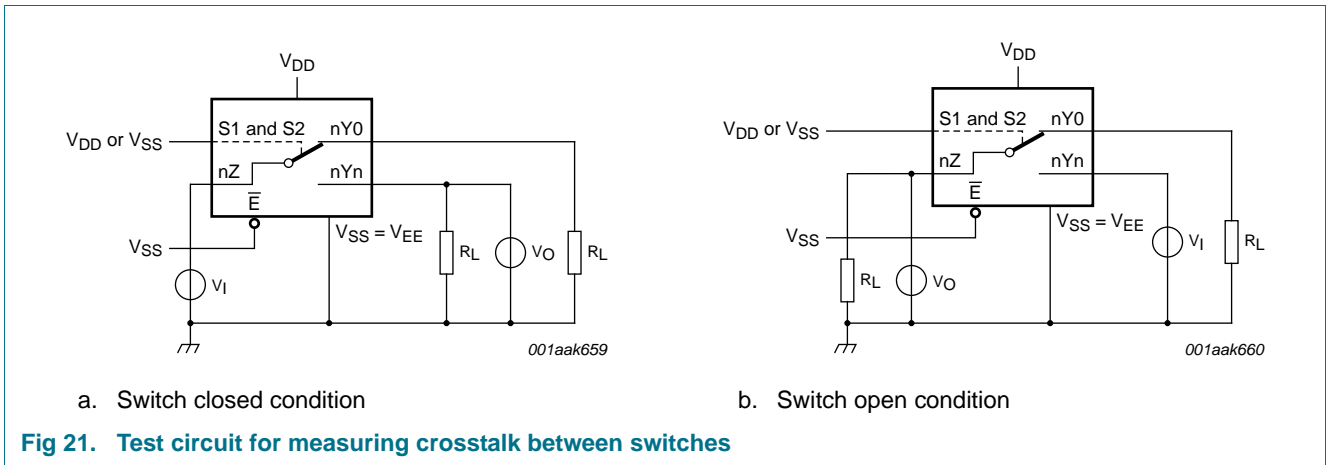 VDD
VDD or VSS
S1 and S2
nY0
nZ
nYn
E
VSS = VEE
VSS
RL
VO
RL
VI
001aak659
a. Switch closed condition
VDD
VDD or VSS
S1 and S2
nY0
nZ
nYn
E
VSS = VEE
VSS
VI
RL
RL
VO
001aak660
b. Switch open condition
Fig 21. Test circuit for measuring crosstalk between switches